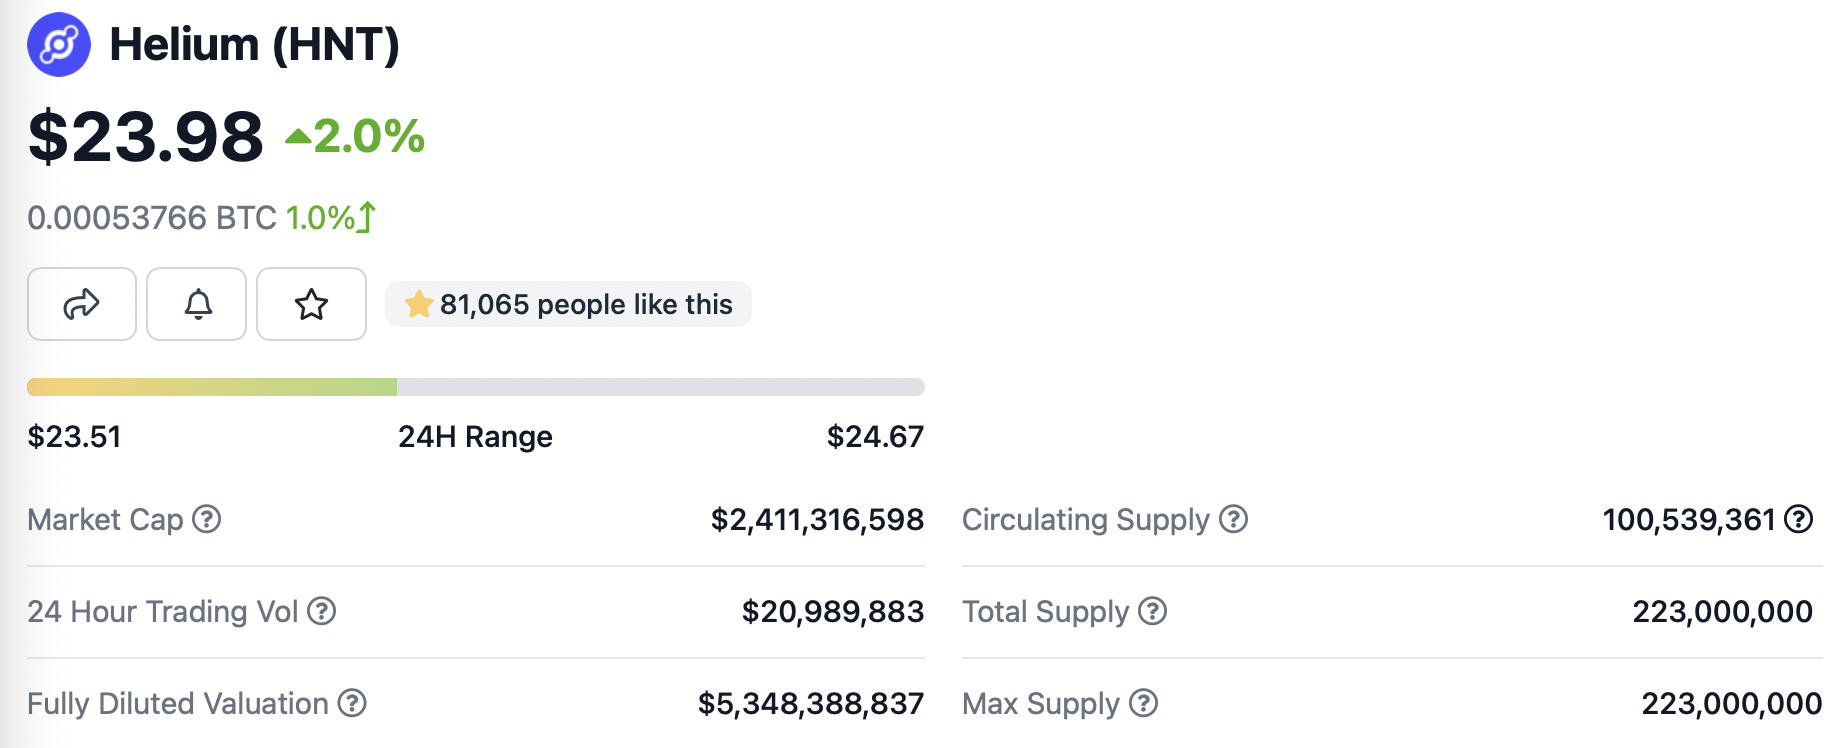 Helium (HNT)
$23.98 ▲2.0%
0.00053766 BTC 1.0%
81,065 people like this
$23.51 24H Range $24.67
Market Cap $2,411,316,598 Circulating Supply 100,539,361
24 Hour Trading Vol $20,989,883 Total Supply 223,000,000
Fully Diluted Valuation $5,348,388,837 Max Supply 223,000,000